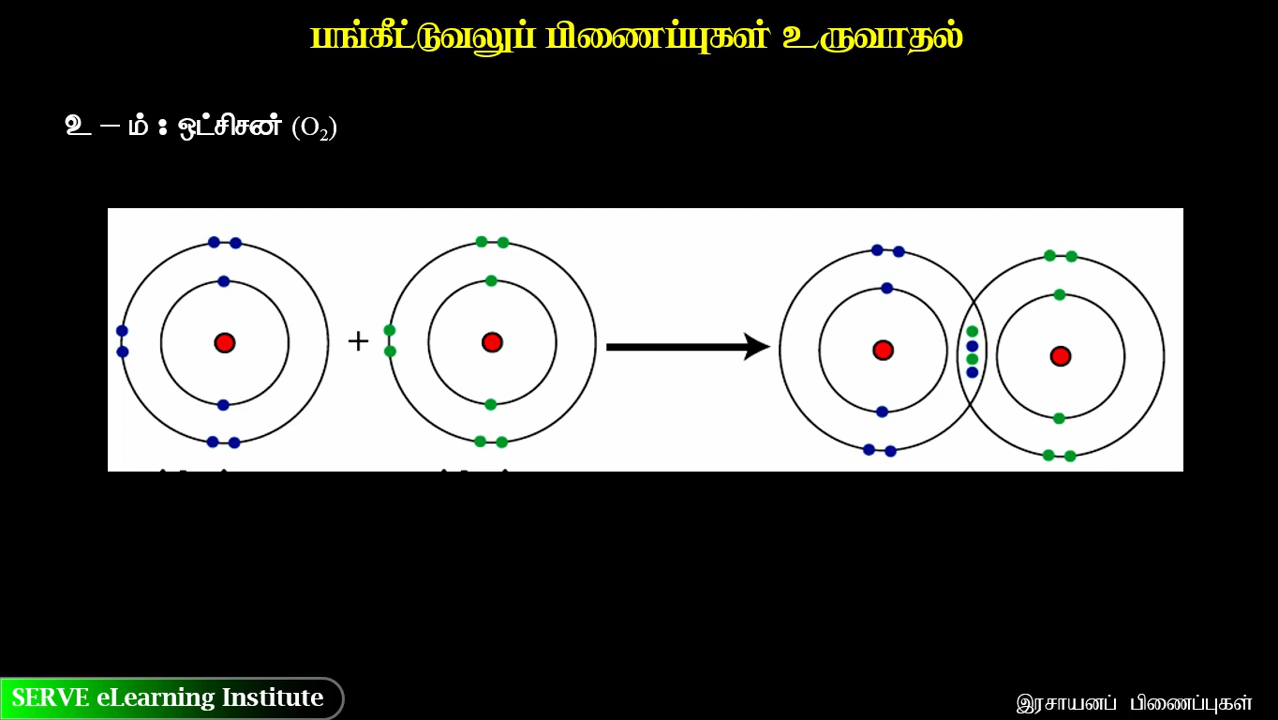 பங்கீட்டுவலுப் பிணைப்புகள் உருவாதல்
உ – ம் : ஒட்சிசன் (O₂)
+
SERVE eLearning Institute
இரசாயனப் பிணைப்புகள்